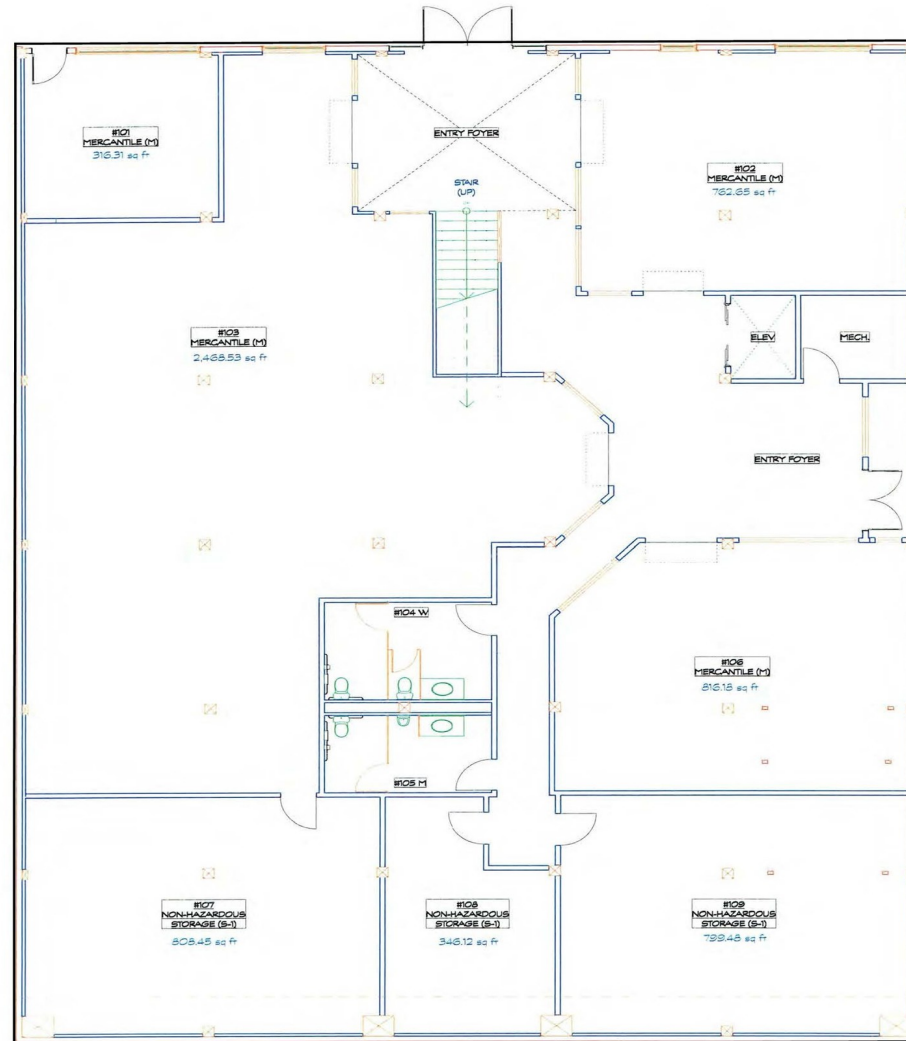 #101
MERCANTILE (M)
316.31 sq ft
ENTRY FOYER
STAIR
(UP)
#102
MERCANTILE (M)
762.65 sq ft
#103
MERCANTILE (M)
2,468.53 sq ft
ELEV
MECH.
ENTRY FOYER
#104 W
#106
MERCANTILE (M)
816.18 sq ft
#105 M
#107
NON-HAZARDOUS
STORAGE (S-1)
808.45 sq ft
#108
NON-HAZARDOUS
STORAGE (S-1)
346.12 sq ft
#109
NON-HAZARDOUS
STORAGE (S-1)
799.48 sq ft